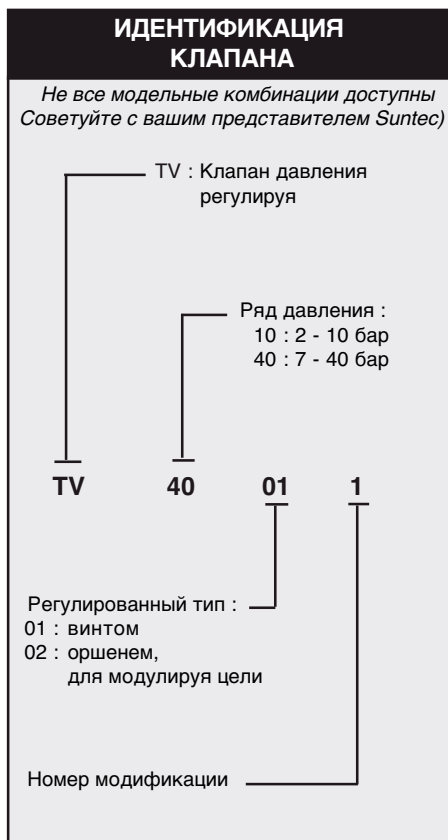 ИДЕНТИФИКАЦИЯ
КЛАПАНА
Не все модельные комбинации доступны
Советуйте с вашим представителем Suntec)
TV : Клапан давления
регулируя
Ряд давления :
10 : 2 - 10 бар
40 : 7 - 40 бар
TV 40 01 1
Регулированный тип :
01 : винтом
02 : оршенем,
для модулируя цели
Номер модификации